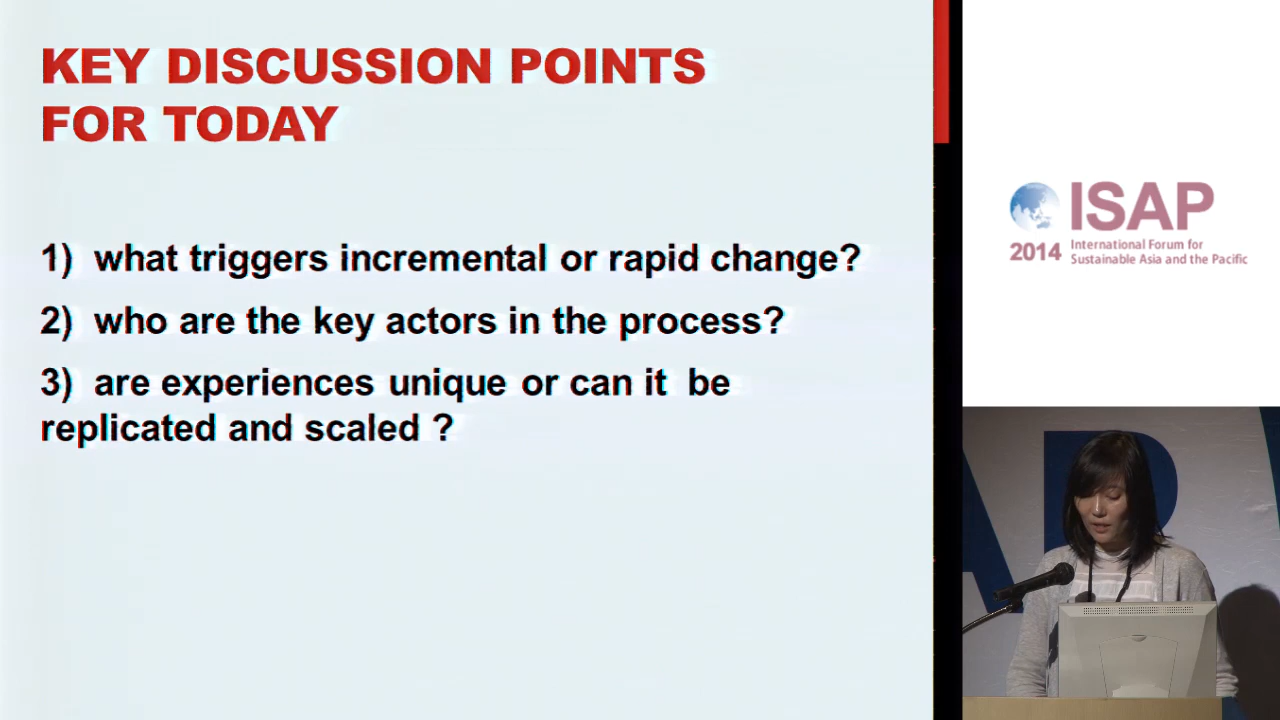 KEY DISCUSSION POINTS
FOR TODAY
1) what triggers incremental or rapid change?
2) who are the key actors in the process?
3) are experiences unique or can it be
replicated and scaled ?
ISAP
2014
International Forum for
Sustainable Asia and the Pacific